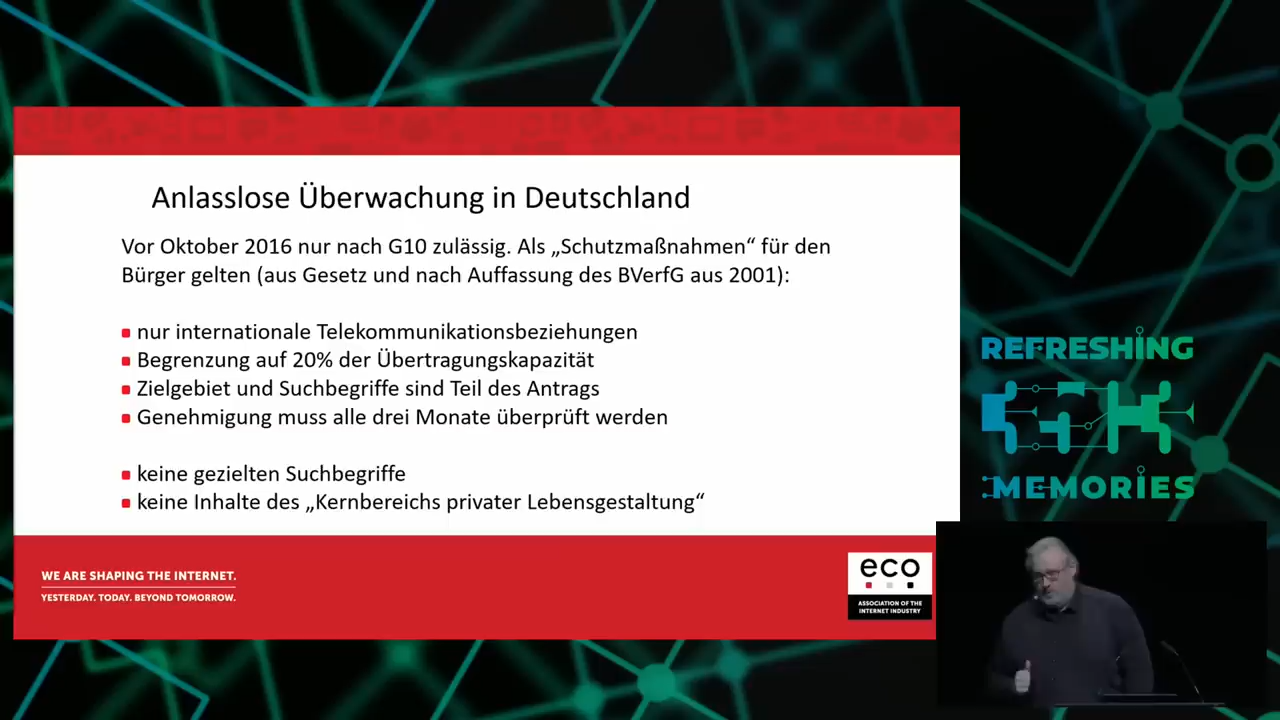 Anlasslose Überwachung in Deutschland
Vor Oktober 2016 nur nach G10 zulässig. Als „Schutzmaßnahmen“ für den
Bürger gelten (aus Gesetz und nach Auffassung des BVerfG aus 2001):
nur internationale Telekommunikationsbeziehungen
Begrenzung auf 20% der Übertragungskapazität
Zielgebiet und Suchbegriffe sind Teil des Antrags
Genehmigung muss alle drei Monate überprüft werden
keine gezielten Suchbegriffe
keine Inhalte des „Kernbereichs privater Lebensgestaltung“
WE ARE SHAPING THE INTERNET.
YESTERDAY. TODAY. BEYOND TOMORROW.
eco
ASSOCIATION OF THE
INTERNET INDUSTRY
REFRESHING
35C3
MEMORIES